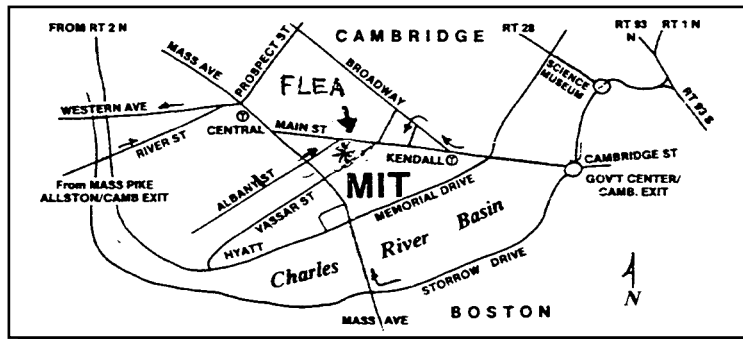 FROM RT 2 N
MASS AVE
PROSPECT ST
CAMBRIDGE
RT 28
RT 93
N
RT 1 N
BROADWAY
SCIENCE
MUSEUM
RT 93 S
FLEA
WESTERN AVE
T
CENTRAL
MAIN ST
RIVER ST
KENDALL T
CAMBRIDGE ST
From MASS PIKE
ALLSTON/CAMB EXIT
GOV'T CENTER/
CAMB. EXIT
ALBANY ST
MIT
VASSAR ST
MEMORIAL DRIVE
HYATT
Charles River Basin
STORROW DRIVE
N
MASS AVE
BOSTON